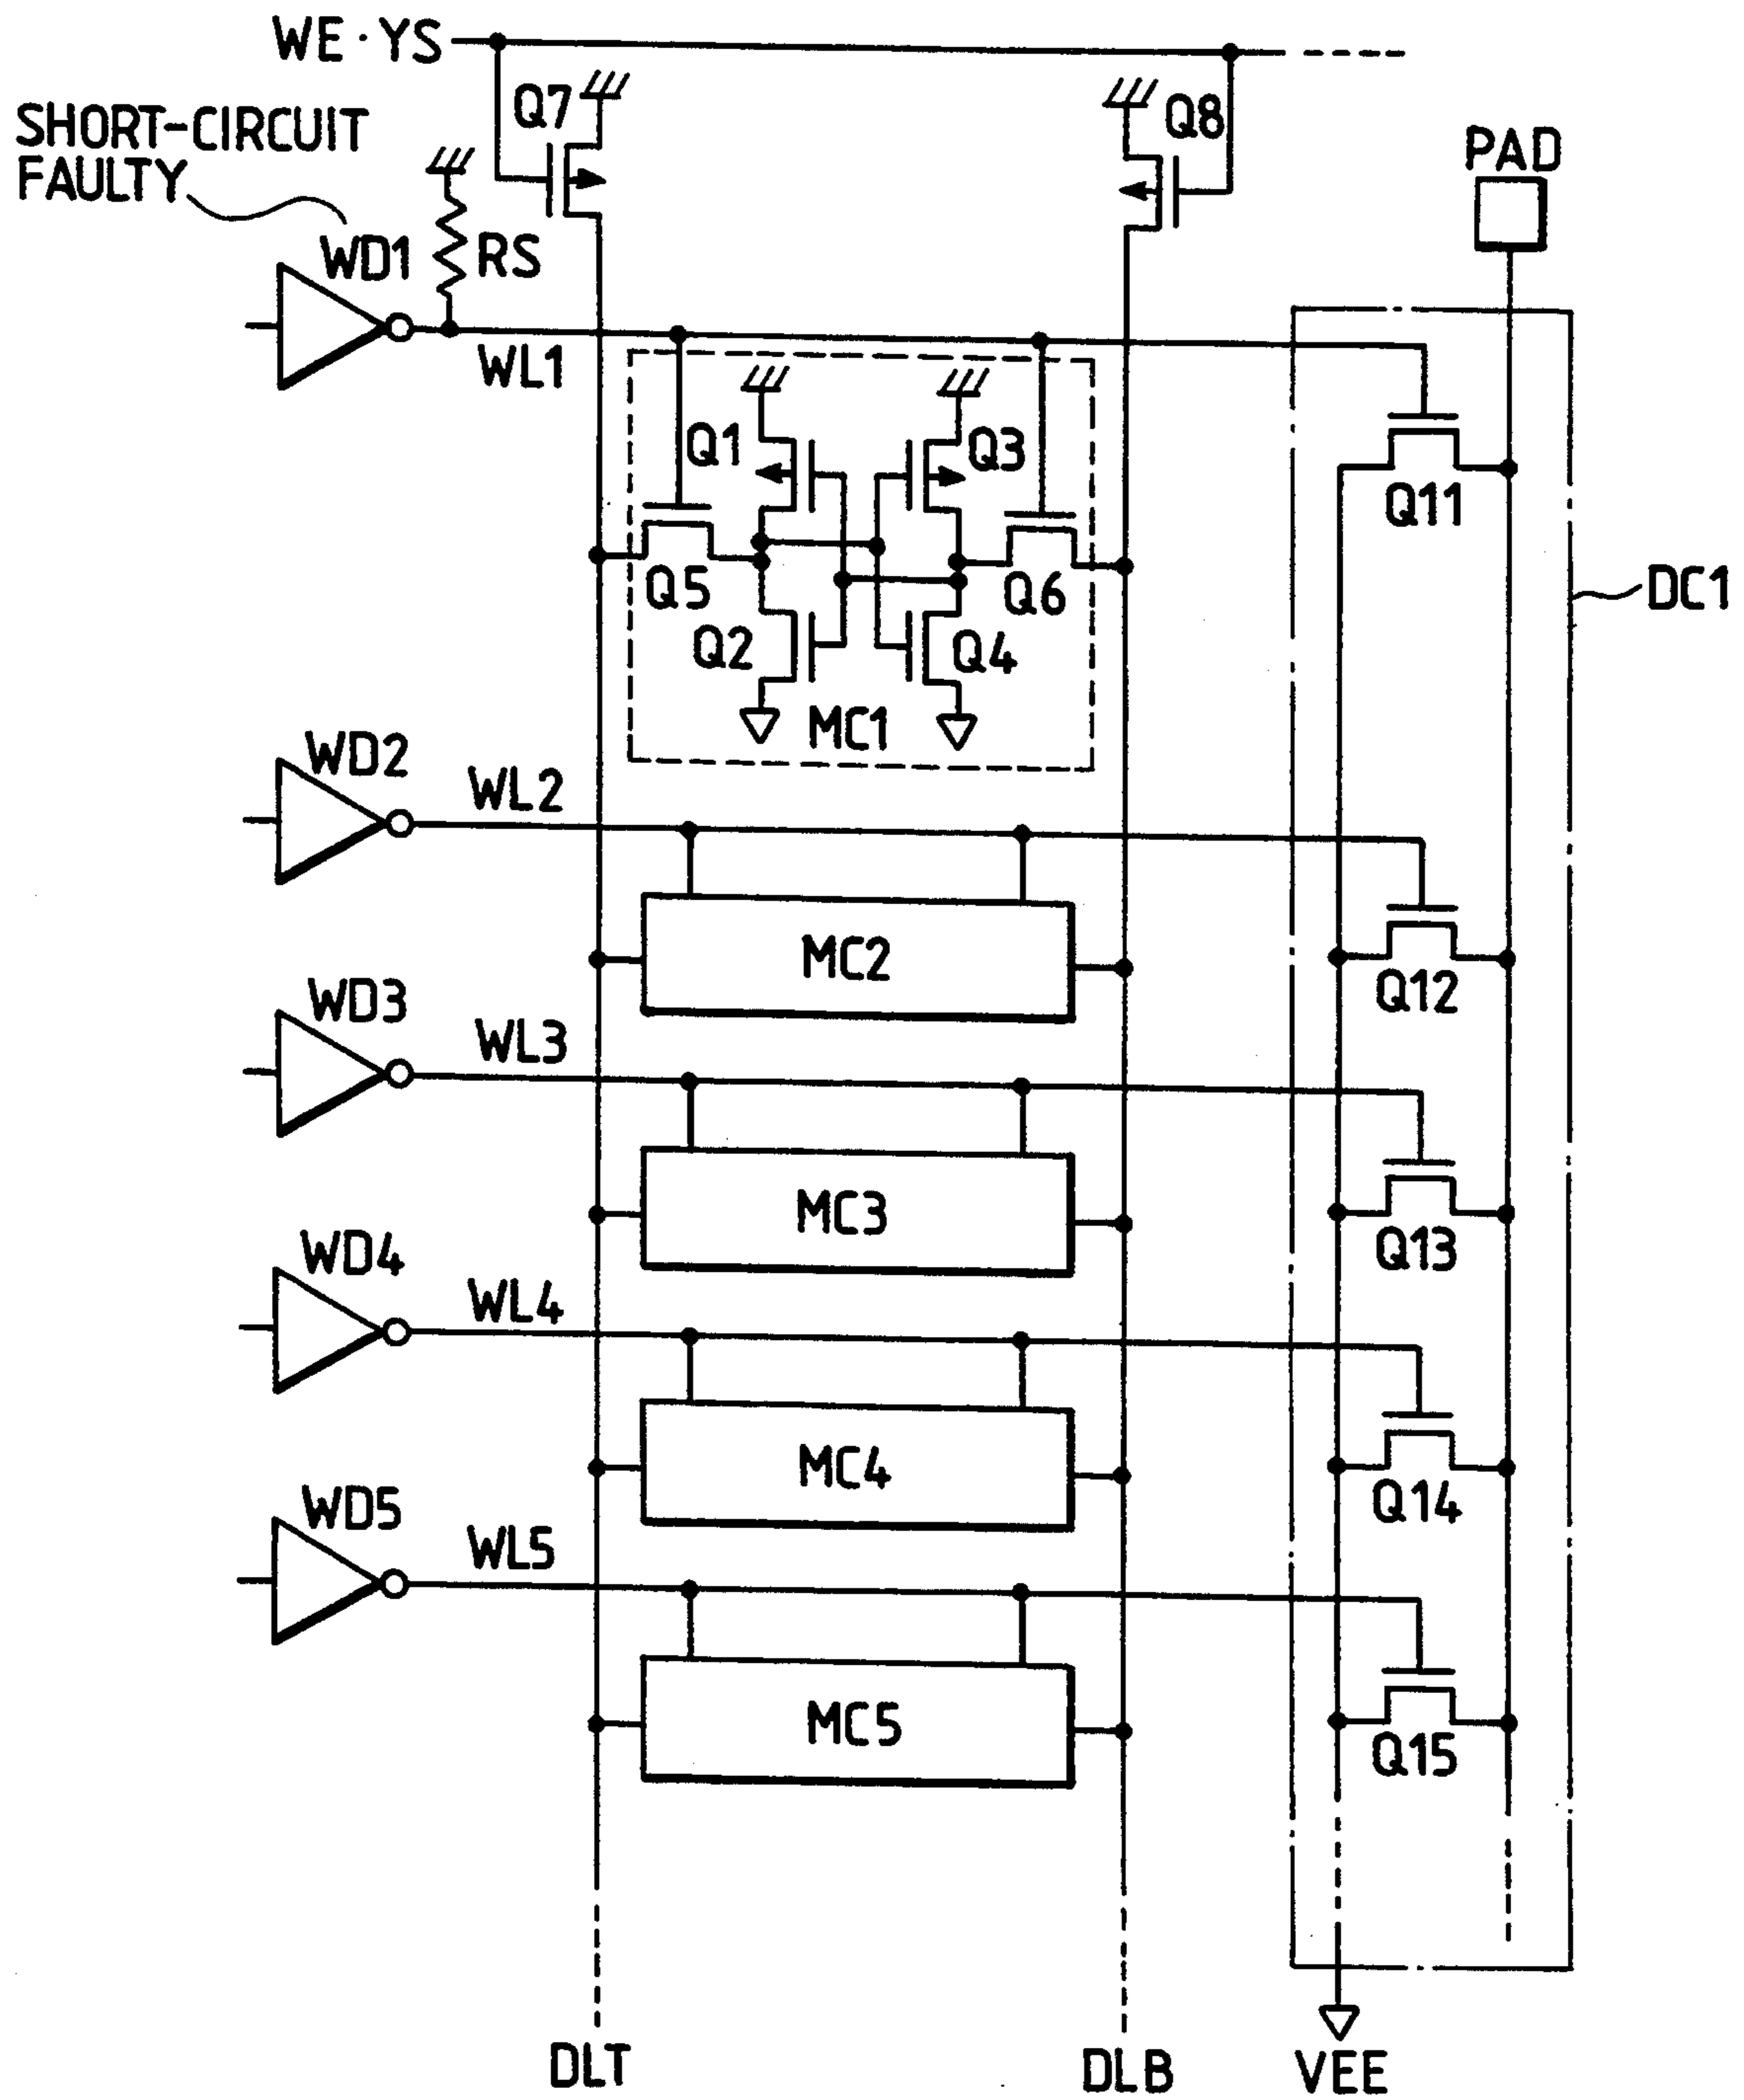 WE·YS
Q7
Q8
SHORT-CIRCUIT
FAULTY
PAD
WD1
RS
WL1
Q1
Q3
Q11
Q5
Q6
DC1
Q2
Q4
MC1
WD2
WL2
MC2
Q12
WD3
WL3
MC3
Q13
WD4
WL4
MC4
Q14
WD5
WL5
MC5
Q15
DLT
DLB
VEE